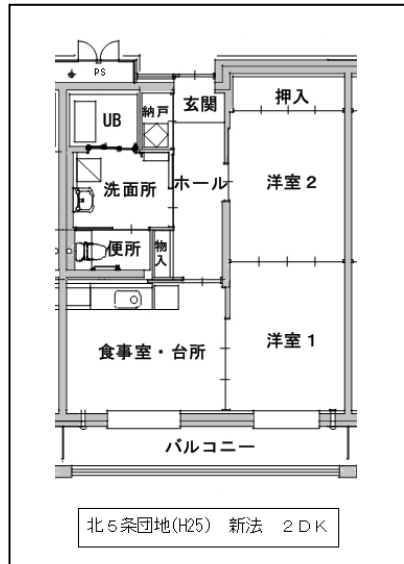 PS
玄関
押入
UB
納戸
洗面所
ホール
洋室2
便所
物入
食事室・台所
洋室1
バルコニー
北5条団地(H25) 新法 2DK